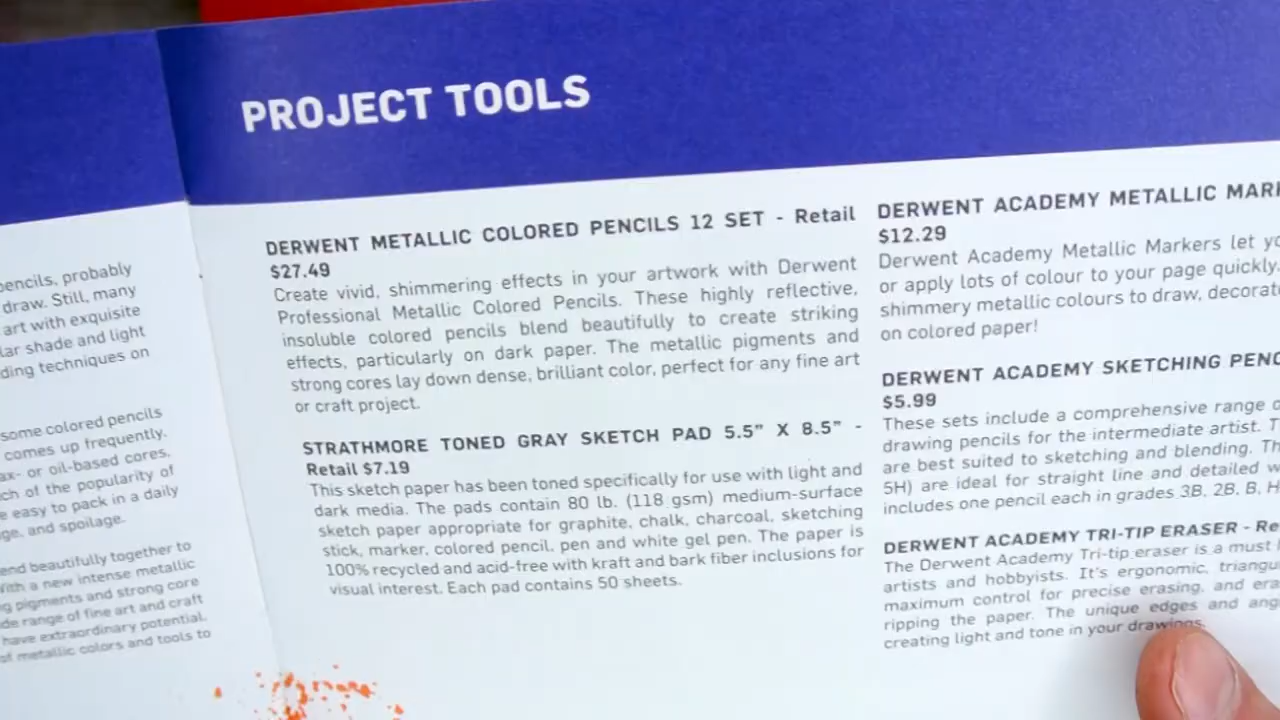 PROJECT TOOLS
pencils, probably
draw. Still, many
art with exquisite
shade and light
techniques on
some colored pencils
comes up frequently.
or oil-based cores,
of the popularity of
easy to pack in a daily
and spoilage.
beautifully together to
with a new intense metallic
pigments and strong core
range of fine art and craft
have extraordinary potential.
of metallic colors and tools to
DERWENT METALLIC COLORED PENCILS 12 SET - Retail
$27.49
Create vivid, shimmering effects in your artwork with Derwent
Professional Metallic Colored Pencils. These highly reflective,
insoluble colored pencils blend beautifully to create striking
effects, particularly on dark paper. The metallic pigments and
strong cores lay down dense, brilliant color, perfect for any fine art
or craft project.
STRATHMORE TONED GRAY SKETCH PAD 5.5" X 8.5" -
Retail $7.19
This sketch paper has been toned specifically for use with light and
dark media. The pads contain 80 lb. (118 gsm) medium-surface
sketch paper appropriate for graphite, chalk, charcoal, sketching
stick, marker, colored pencil, pen and white gel pen. The paper is
100% recycled and acid-free with kraft and bark fiber inclusions for
visual interest. Each pad contains 50 sheets.
DERWENT ACADEMY METALLIC
$12.29
Derwent Academy Metallic Markers let
or apply lots of colour to your page quickly.
shimmery metallic colours to draw,
on colored paper!
DERWENT ACADEMY SKETCHING
$5.99
These sets include a comprehensive range
drawing pencils for the intermediate artist.
are best suited to sketching and blending.
5H) are ideal for straight line and detailed
includes one pencil each in grades 3B, 2B, B,
DERWENT ACADEMY TRI-TIP ERASER -
The Derwent Academy Tri-tip eraser is a must
artists and hobbyists. It's ergonomic,
maximum control for precise erasing, and
ripping the paper. The unique edges and
creating light and tone in your drawings.